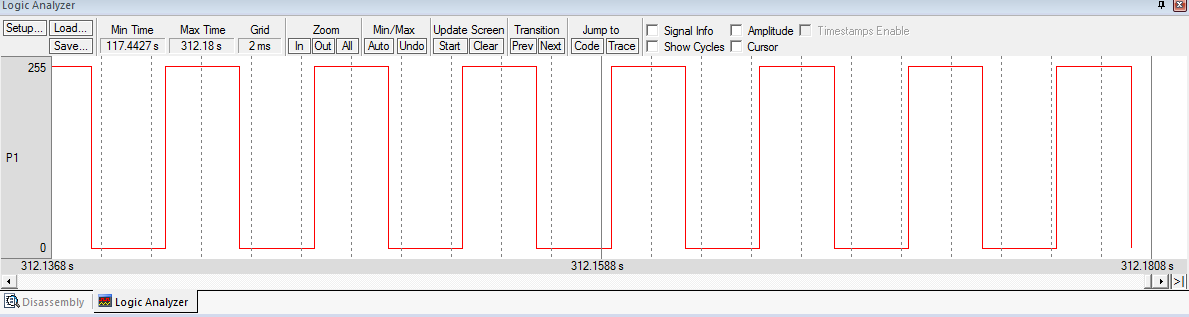 Logic Analyzer
Setup... Load... Min Time Max Time Grid Zoom Min/Max Update Screen Transition Jump to Signal Info Amplitude Timestamps Enable
Save... 117.4427 s 312.18 s 2 ms In Out All Auto Undo Start Clear Prev Next Code Trace Show Cycles Cursor
255
P1
0
312.1368 s 312.1588 s 312.1808 s
Disassembly Logic Analyzer